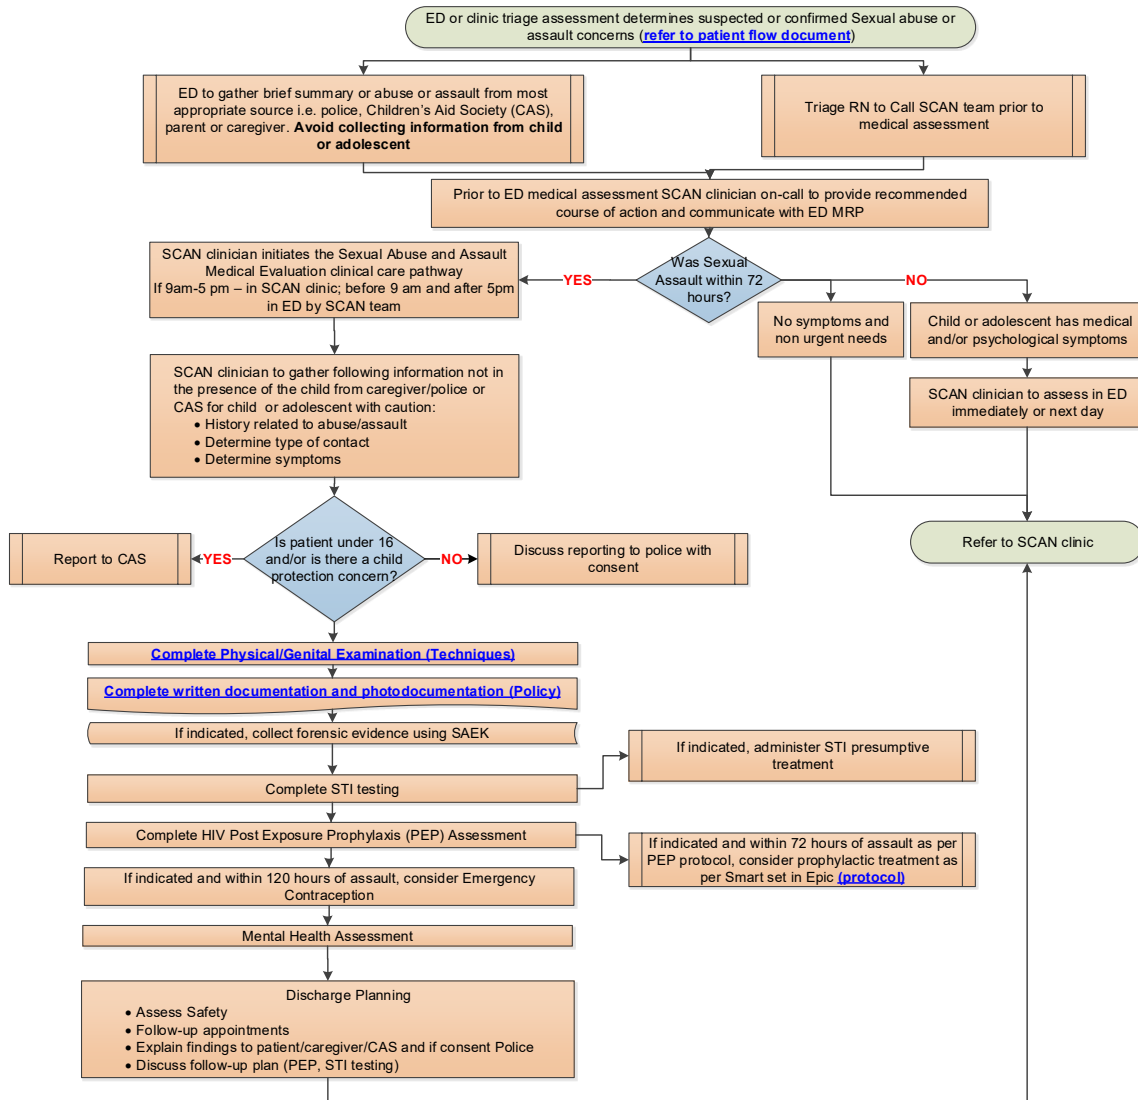 ED or clinic triage assessment determines suspected or confirmed Sexual abuse or
assault concerns (refer to patient flow document)
ED to gather brief summary or abuse or assault from most
appropriate source i.e. police, Children's Aid Society (CAS),
parent or caregiver. Avoid collecting information from child
or adolescent
Triage RN to Call SCAN team prior to
medical assessment
Prior to ED medical assessment SCAN clinician on-call to provide recommended
course of action and communicate with ED MRP
SCAN clinician initiates the Sexual Abuse and Assault
Medical Evaluation clinical care pathway
If 9am-5 pm – in SCAN clinic; before 9 am and after 5pm
in ED by SCAN team
YES
Was Sexual
Assault within 72
hours?
NO
No symptoms and
non urgent needs
Child or adolescent has medical
and/or psychological symptoms
SCAN clinician to assess in ED
immediately or next day
SCAN clinician to gather following information not in
the presence of the child from caregiver/police or
CAS for child or adolescent with caution:
• History related to abuse/assault
• Determine type of contact
• Determine symptoms
Refer to SCAN clinic
Report to CAS
YES
Is patient under 16
and/or is there a child
protection concern?
NO
Discuss reporting to police with
consent
Complete Physical/Genital Examination (Techniques)
Complete written documentation and photodocumentation (Policy)
If indicated, collect forensic evidence using SAEK
If indicated, administer STI presumptive
treatment
Complete STI testing
Complete HIV Post Exposure Prophylaxis (PEP) Assessment
If indicated and within 72 hours of assault as per
PEP protocol, consider prophylactic treatment as
per Smart set in Epic (protocol)
If indicated and within 120 hours of assault, consider Emergency
Contraception
Mental Health Assessment
Discharge Planning
• Assess Safety
• Follow-up appointments
• Explain findings to patient/caregiver/CAS and if consent Police
• Discuss follow-up plan (PEP, STI testing)